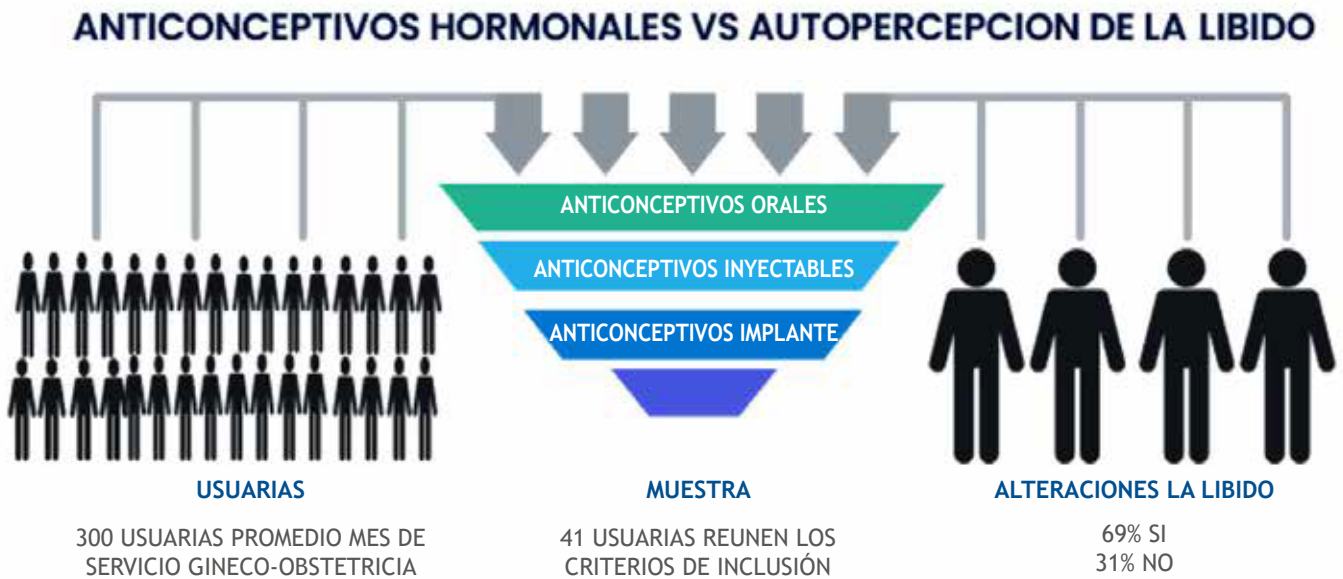 ANTICONCEPTIVOS HORMONALES VS AUTOPERCEPCION DE LA LIBIDO
ANTICONCEPTIVOS ORALES
ANTICONCEPTIVOS INYECTABLES
ANTICONCEPTIVOS IMPLANTE
USUARIAS
300 USUARIAS PROMEDIO MES DE
SERVICIO GINECO-OBSTETRICIA
MUESTRA
41 USUARIAS REUNEN LOS
CRITERIOS DE INCLUSIÓN
ALTERACIONES LA LIBIDO
69% SI
31% NO